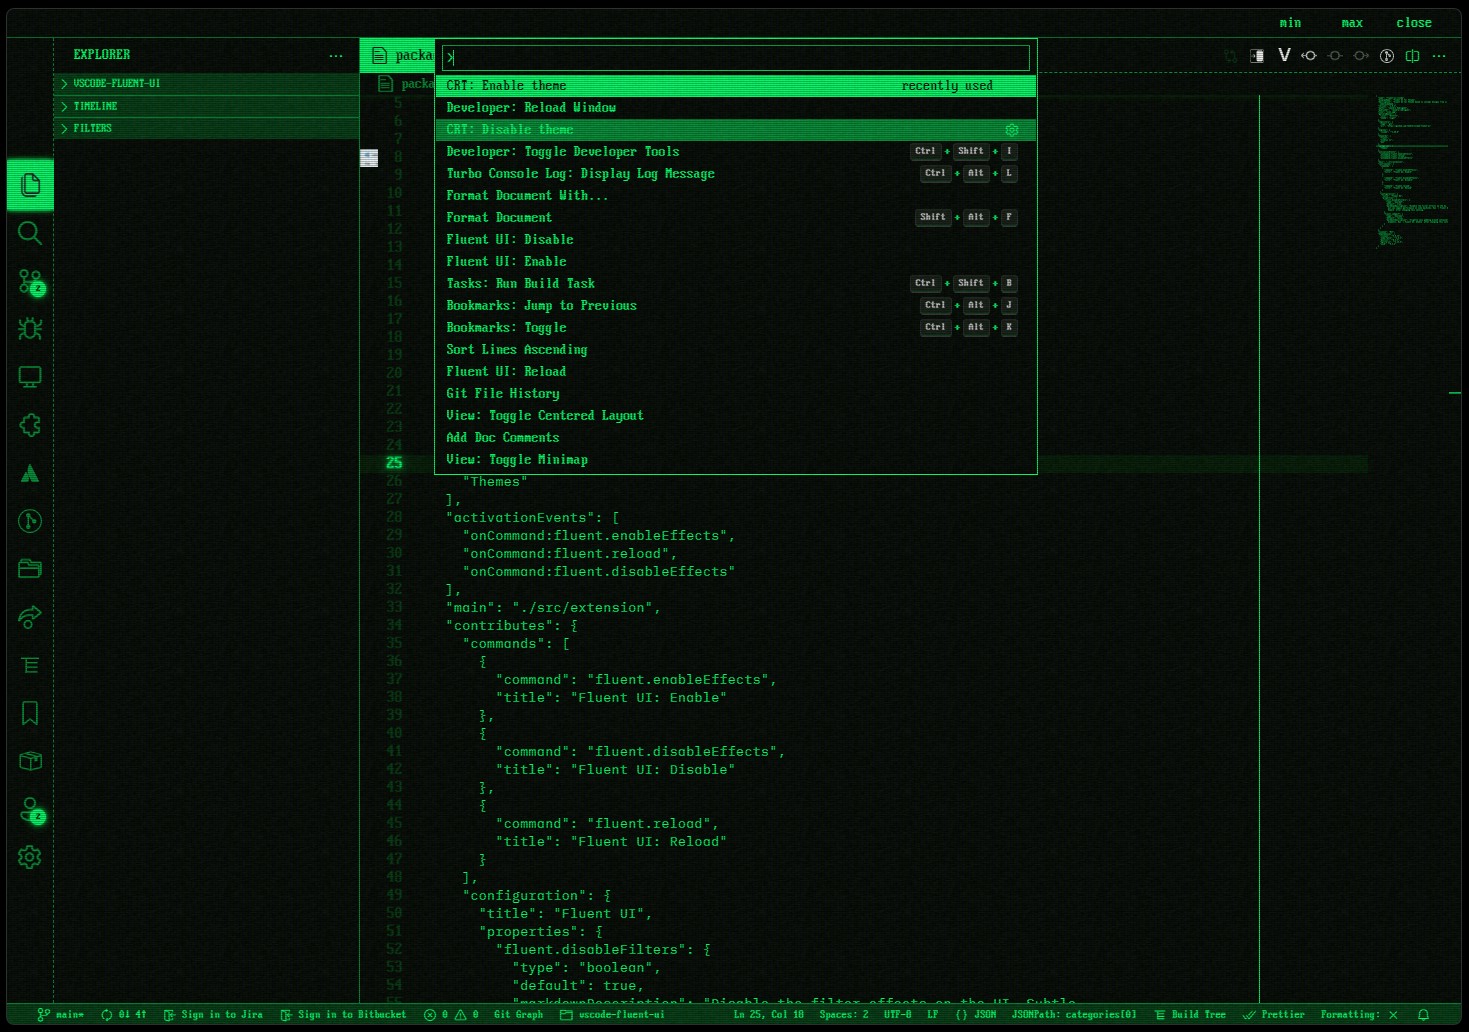 min max close
EXPLORER ...
VSCODE-FLUENT-UI
TIMELINE
FILTERS
packa
packa
>
CRT: Enable theme recently used
Developer: Reload Window
CRT: Disable theme
Developer: Toggle Developer Tools Ctrl + Shift + I
Turbo Console Log: Display Log Message Ctrl + Alt + L
Format Document With...
Format Document Shift + Alt + F
Fluent UI: Disable
Fluent UI: Enable
Tasks: Run Build Task Ctrl + Shift + B
Bookmarks: Jump to Previous Ctrl + Alt + J
Bookmarks: Toggle Ctrl + Alt + K
Sort Lines Ascending
Fluent UI: Reload
Git File History
View: Toggle Centered Layout
Add Doc Comments
View: Toggle Minimap
5
6
7
8
9
10
11
12
13
14
15
16
17
18
19
20
21
22
23
24
25
26 "Themes"
27 ],
28 "activationEvents": [
29 "onCommand:fluent.enableEffects",
30 "onCommand:fluent.reload",
31 "onCommand:fluent.disableEffects"
32 ],
33 "main": "./src/extension",
34 "contributes": {
35 "commands": [
36 {
37 "command": "fluent.enableEffects",
38 "title": "Fluent UI: Enable"
39 },
40 {
41 "command": "fluent.disableEffects",
42 "title": "Fluent UI: Disable"
43 },
44 {
45 "command": "fluent.reload",
46 "title": "Fluent UI: Reload"
47 }
48 ],
49 "configuration": {
50 "title": "Fluent UI",
51 "properties": {
52 "fluent.disableFilters": {
53 "type": "boolean",
54 "default": true,
55 "markdownDescription": "Disable the filter effects on the UI. Subtle
main* 0↓ 4↑ Sign in to Jira Sign in to Bitbucket 0 0 Git Graph vscode-fluent-ui Ln 25, Col 18 Spaces: 2 UTF-8 LF {} JSON JSONPath: categories[0] Build Tree Prettier Formatting: ×